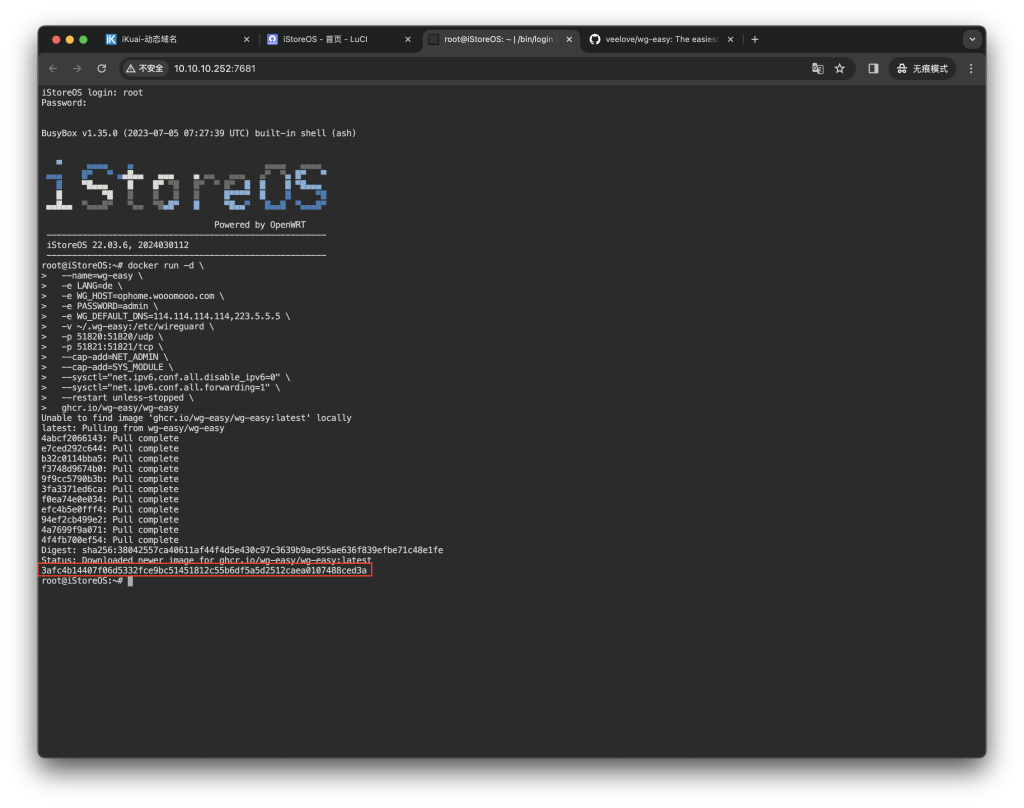 iKuai-动态域名
iStoreOS - 首页 - LuCI
root@iStoreOS: ~ | /bin/login
veelove/wg-easy: The easies
不安全 10.10.10.252:7681
无痕模式
iStoreOS login: root
Password:
BusyBox v1.35.0 (2023-07-05 07:27:39 UTC) built-in shell (ash)
iStoreOS
Powered by OpenWRT
iStoreOS 22.03.6, 2024030112
root@iStoreOS:~# docker run -d \
>   --name=wg-easy \
>   -e LANG=de \
>   -e WG_HOST=ophome.wooomooo.com \
>   -e PASSWORD=admin \
>   -e WG_DEFAULT_DNS=114.114.114.114,223.5.5.5 \
>   -v ~/.wg-easy:/etc/wireguard \
>   -p 51820:51820/udp \
>   -p 51821:51821/tcp \
>   --cap-add=NET_ADMIN \
>   --cap-add=SYS_MODULE \
>   --sysctl="net.ipv6.conf.all.disable_ipv6=0" \
>   --sysctl="net.ipv6.conf.all.forwarding=1" \
>   --restart unless-stopped \
>   ghcr.io/wg-easy/wg-easy
Unable to find image 'ghcr.io/wg-easy/wg-easy:latest' locally
latest: Pulling from wg-easy/wg-easy
4abcf2066143: Pull complete
e7ced292c644: Pull complete
b32c0114bba5: Pull complete
f3748d9674b0: Pull complete
9f9cc5790b3b: Pull complete
3fa3371ed6ca: Pull complete
f0ea74e0e034: Pull complete
efc4b5e0fff4: Pull complete
94ef2cb499e2: Pull complete
4a7699f9a071: Pull complete
4f4fb700ef54: Pull complete
Digest: sha256:38042557ca40611af44f4d5e430c97c3639b9ac955ae636f839efbe71c48e1fe
Status: Downloaded newer image for ghcr.io/wg-easy/wg-easy:latest
3afc4b14407f06d5332fce9bc51451812c55b6df5a5d2512caea0107488ced3a
root@iStoreOS:~#